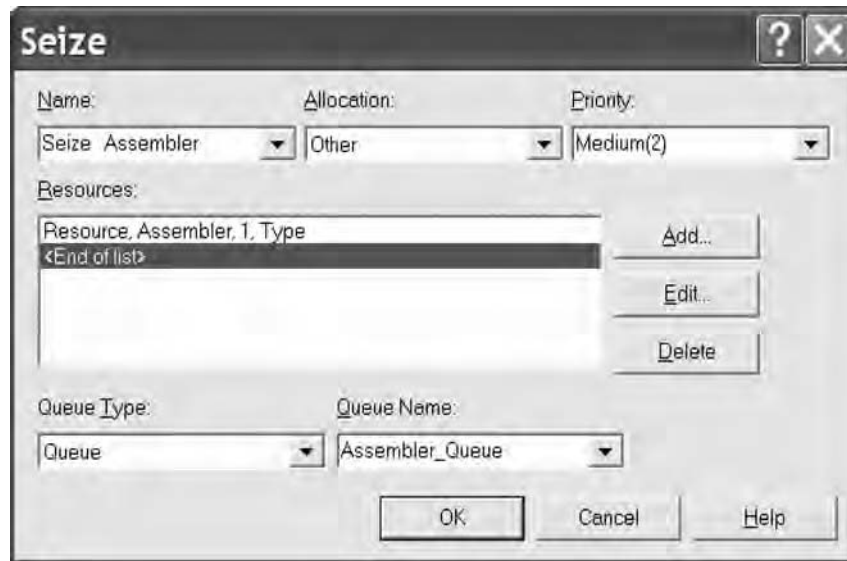 Seize
? X
Name: Allocation: Priority:
Seize Assembler Other Medium(2)
Resources:
Resource, Assembler, 1, Type
<End of list>
Add...
Edit...
Delete
Queue Type: Queue Name:
Queue Assembler_Queue
OK Cancel Help